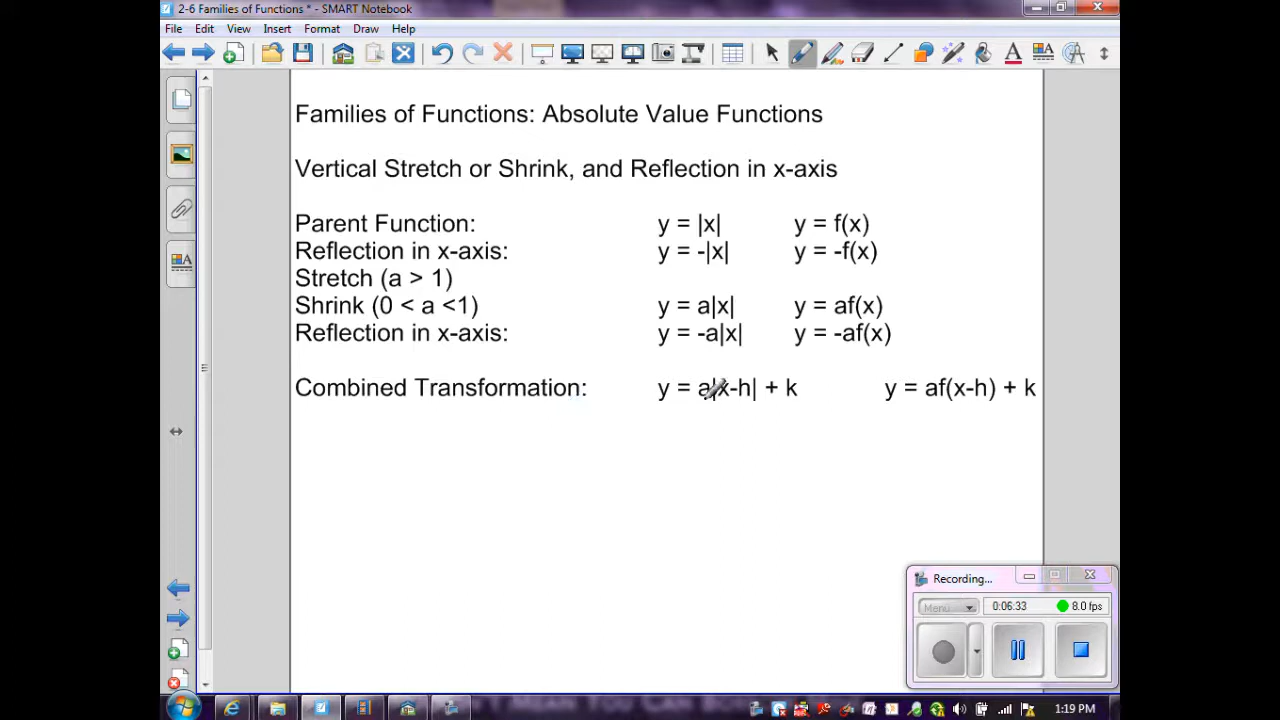 2-6 Families of Functions * - SMART Notebook
File Edit View Insert Format Draw Help
Families of Functions: Absolute Value Functions
Vertical Stretch or Shrink, and Reflection in x-axis
Parent Function: y = |x| y = f(x)
Reflection in x-axis: y = -|x| y = -f(x)
Stretch (a > 1)
Shrink (0 < a <1) y = a|x| y = af(x)
Reflection in x-axis: y = -a|x| y = -af(x)
Combined Transformation: y = a|x-h| + k y = af(x-h) + k
Recording...
Menu 0:06:33 8.0 fps
1:19 PM